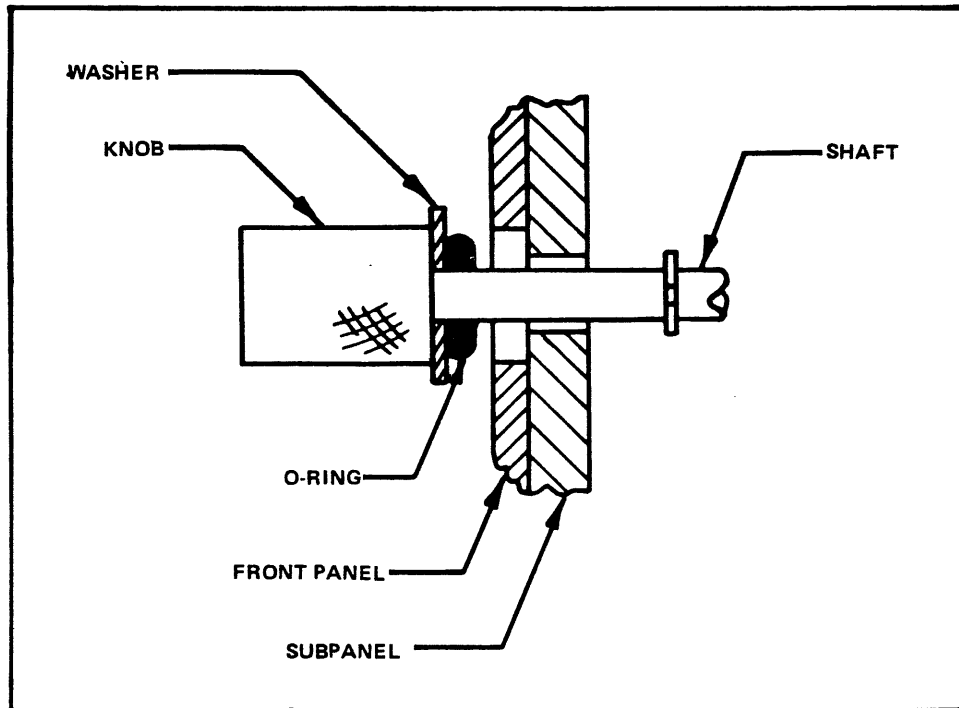 WASHER
KNOB
SHAFT
O-RING
FRONT PANEL
SUBPANEL